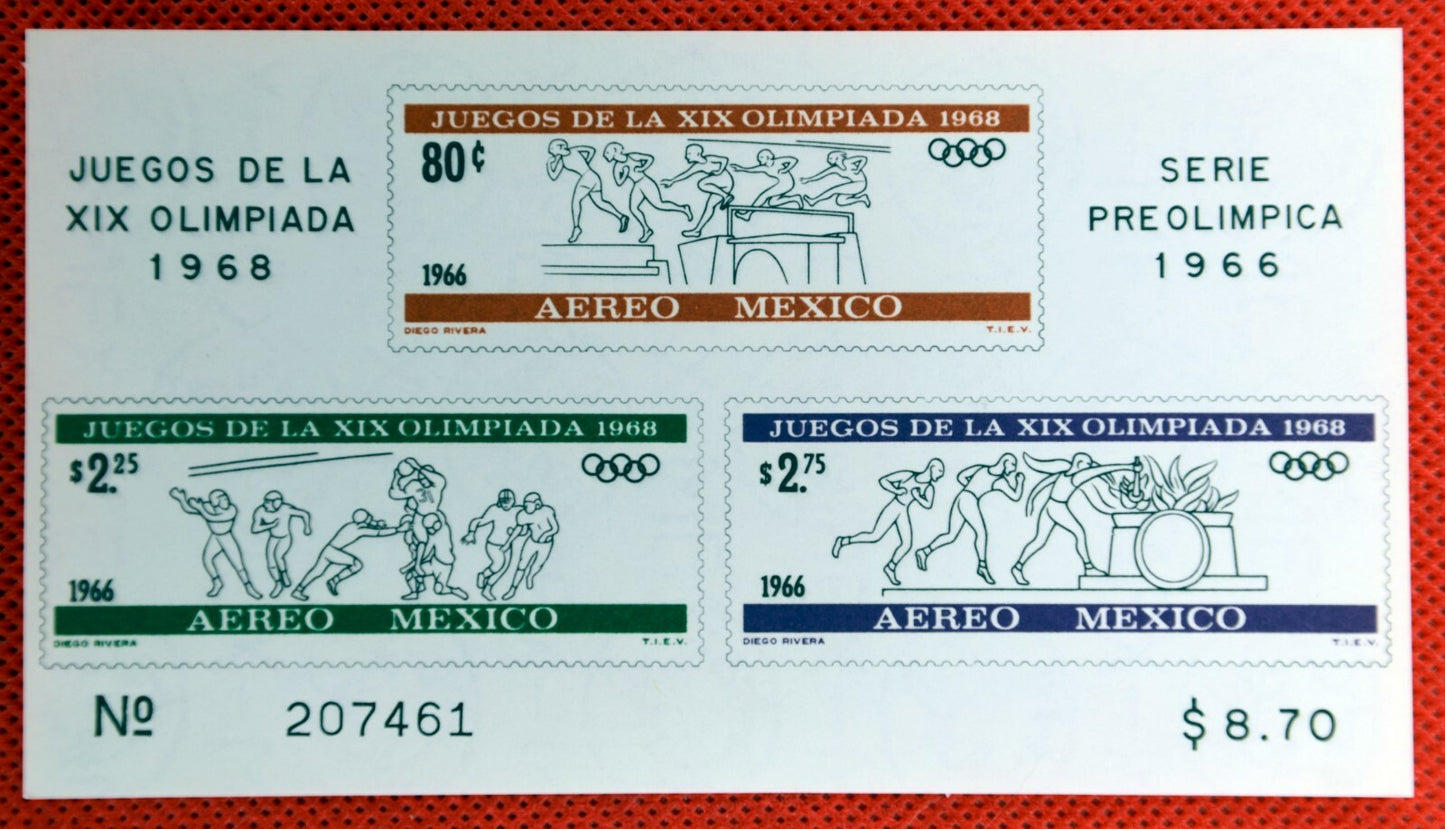 JUEGOS DE LA
XIX OLIMPIADA
1968
JUEGOS DE LA XIX OLIMPIADA 1968
80¢
1966
AEREO MEXICO
DIEGO RIVERA T.I.E.V.
SERIE
PREOLIMPICA
1966
JUEGOS DE LA XIX OLIMPIADA 1968
$2.25
31
1966
AEREO MEXICO
DIEGO RIVERA T.I.E.V.
JUEGOS DE LA XIX OLIMPIADA 1968
$2.75
1966
AEREO MEXICO
DIEGO RIVERA T.I.E.V.
Nº 207461
$8.70